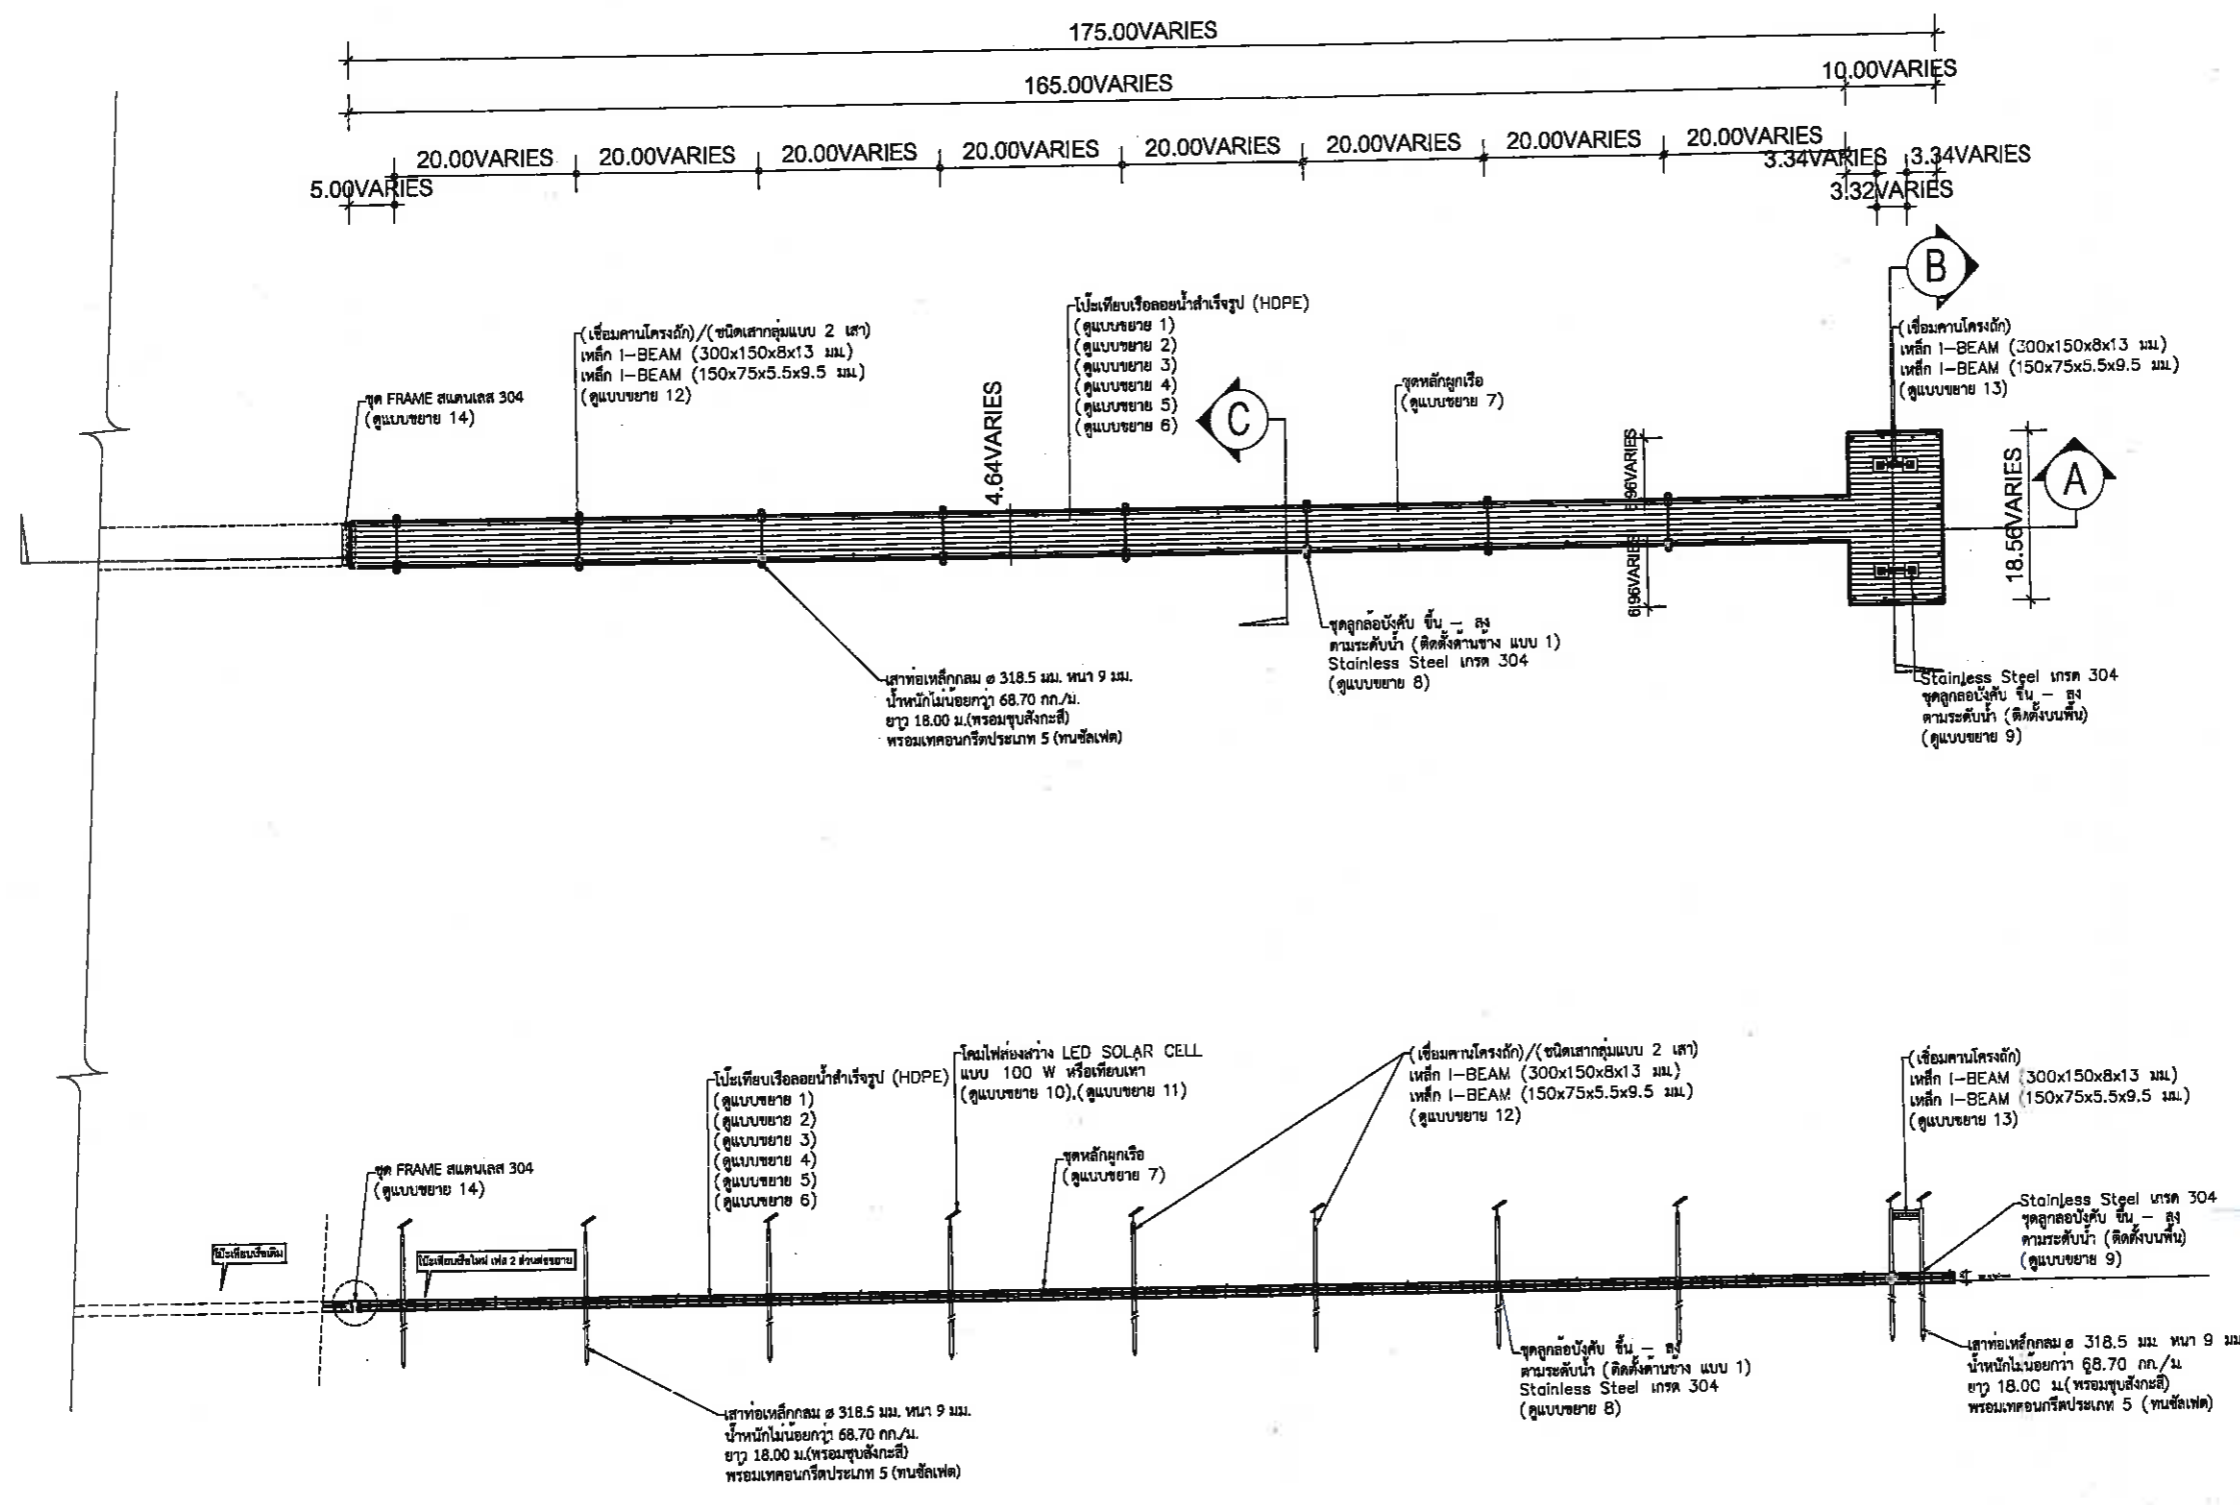 175.00VARIES
165.00VARIES
10.00VARIES
20.00VARIES
20.00VARIES
20.00VARIES
20.00VARIES
20.00VARIES
20.00VARIES
20.00VARIES
20.00VARIES
3.34VARIES
3.34VARIES
5.00VARIES
3.32VARIES
B
โป๊ะเทียบเรือลอยน้ำสำเร็จรูป (HDPE)
(ดูแบบขยาย 1)
(ดูแบบขยาย 2)
(ดูแบบขยาย 3)
(ดูแบบขยาย 4)
(ดูแบบขยาย 5)
(ดูแบบขยาย 6)
(เชื่อมคานโครงถัก)/(ชนิดเสากลุ่มแบบ 2 เสา)
เหล็ก I-BEAM (300x150x8x13 มม.)
เหล็ก I-BEAM (150x75x5.5x9.5 มม.)
(ดูแบบขยาย 12)
(เชื่อมคานโครงถัก)
เหล็ก I-BEAM (300x150x8x13 มม.)
เหล็ก I-BEAM (150x75x5.5x9.5 มม.)
(ดูแบบขยาย 13)
ชุด FRAME สแตนเลส 304
(ดูแบบขยาย 14)
4.64VARIES
C
ชุดหลักผูกเรือ
(ดูแบบขยาย 7)
6.96VARIES
6.96VARIES
18.56VARIES
A
ชุดลูกล้อบังคับ ขึ้น - ลง
ตามระดับน้ำ (ติดตั้งด้านข้าง แบบ 1)
Stainless Steel เกรด 304
(ดูแบบขยาย 8)
เสาท่อเหล็กกลม ø 318.5 มม. หนา 9 มม.
น้ำหนักไม่น้อยกว่า 68.70 กก./ม.
ยาว 18.00 ม.(พร้อมชุบสังกะสี)
พร้อมเทคอนกรีตประเภท 5 (ทนซัลเฟต)
Stainless Steel เกรด 304
ชุดลูกลอบังคับ ขึ้น - ลง
ตามระดับน้ำ (ติดตั้งบนพื้น)
(ดูแบบขยาย 9)
โคมไฟส่องสว่าง LED SOLAR CELL
แบบ 100 W หรือเทียบเท่า
(ดูแบบขยาย 10),(ดูแบบขยาย 11)
(เชื่อมคานโครงถัก)/(ชนิดเสากลุ่มแบบ 2 เสา)
เหล็ก I-BEAM (300x150x8x13 มม.)
เหล็ก I-BEAM (150x75x5.5x9.5 มม.)
(ดูแบบขยาย 12)
(เชื่อมคานโครงถัก)
เหล็ก I-BEAM (300x150x8x13 มม.)
เหล็ก I-BEAM (150x75x5.5x9.5 มม.)
(ดูแบบขยาย 13)
โป๊ะเทียบเรือลอยน้ำสำเร็จรูป (HDPE)
(ดูแบบขยาย 1)
(ดูแบบขยาย 2)
(ดูแบบขยาย 3)
(ดูแบบขยาย 4)
(ดูแบบขยาย 5)
(ดูแบบขยาย 6)
ชุดหลักผูกเรือ
(ดูแบบขยาย 7)
ชุด FRAME สแตนเลส 304
(ดูแบบขยาย 14)
Stainless Steel เกรด 304
ชุดลูกลอบังคับ ขึ้น - ลง
ตามระดับน้ำ (ติดตั้งบนพื้น)
(ดูแบบขยาย 9)
โป๊ะเทียบเรือเดิม
โป๊ะเทียบเรือใหม่ เฟส 2 ส่วนต่อขยาย
ชุดลูกล้อบังคับ ขึ้น - ลง
ตามระดับน้ำ (ติดตั้งด้านข้าง แบบ 1)
Stainless Steel เกรด 304
(ดูแบบขยาย 8)
เสาท่อเหล็กกลม ø 318.5 มม. หนา 9 มม
น้ำหนักไม่น้อยกว่า 68.70 กก./ม.
ยาว 18.00 ม.(พร้อมชุบสังกะสี)
พร้อมเทคอนกรีตประเภท 5 (ทนซัลเฟต)
เสาท่อเหล็กกลม ø 318.5 มม. หนา 9 มม.
น้ำหนักไม่น้อยกว่า 68.70 กก./ม.
ยาว 18.00 ม.(พร้อมชุบสังกะสี)
พร้อมเทคอนกรีตประเภท 5 (ทนซัลเฟต)